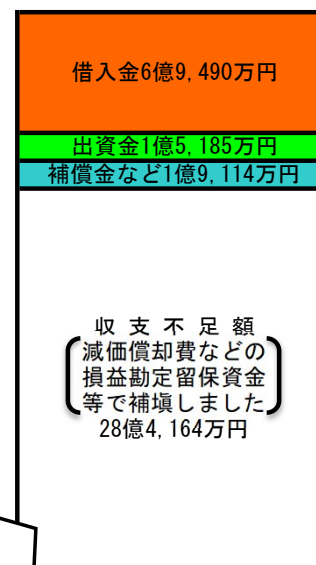 借入金6億9,490万円
出資金1億5,185万円
補償金など1億9,114万円
収支不足額
減価償却費などの
損益勘定留保資金
等で補填しました
28億4,164万円